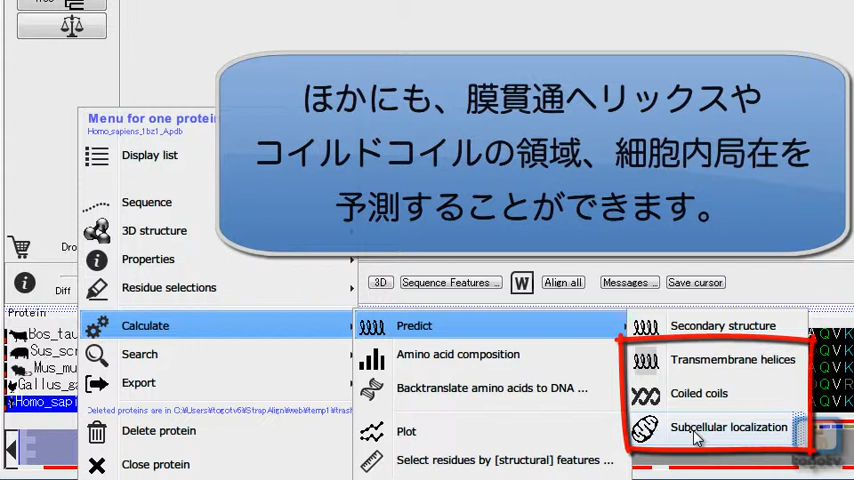 ほかにも、膜貫通ヘリックスや
コイルドコイルの領域、細胞内局在を
予測することができます。
Menu for one protein
Homo_sapiens_1bz1_A.pdb
Display list
Sequence
3D structure
Properties
Residue selections
Calculate
Search
Export
Deleted proteins are in C:¥Users¥togotv6¥StrapAlign¥web¥temp1¥trash
Delete protein
Close protein
Diff
3D
Sequence Features ...
W
Align all
Messages ...
Save cursor
Protein
Bos_tau
Sus_scr
Mus_mu
Gallus_ga
Homo_sap
Predict
Amino acid composition
Backtranslate amino acids to DNA ...
Plot
Select residues by [structural] features ...
Secondary structure
Transmembrane helices
Coiled coils
Subcellular localization
togotv